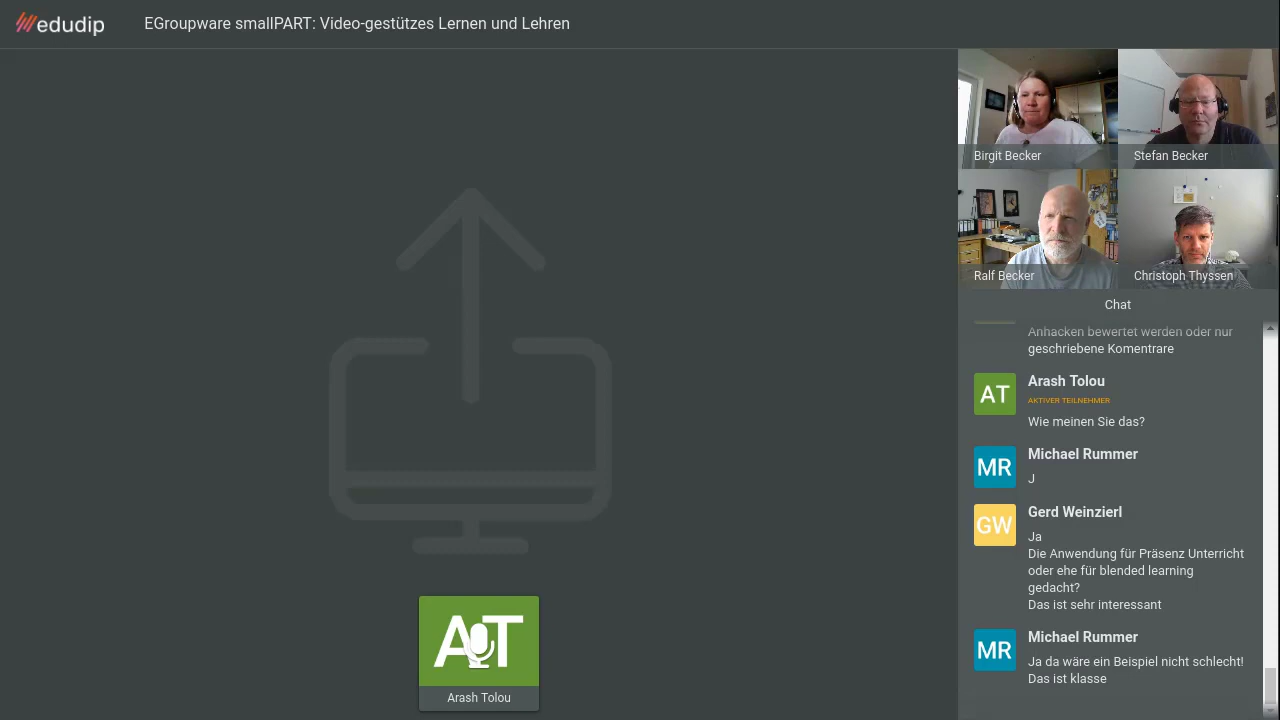 edudip
EGroupware smallPART: Video-gestützes Lernen und Lehren
Birgit Becker
Stefan Becker
Ralf Becker
Christoph Thyssen
Chat
Anhacken bewertet werden oder nur
geschriebene Komentrare
AT
Arash Tolou
AKTIVER TEILNEHMER
Wie meinen Sie das?
MR
Michael Rummer
J
GW
Gerd Weinzierl
Ja
Die Anwendung für Präsenz Unterricht
oder ehe für blended learning
gedacht?
Das ist sehr interessant
MR
Michael Rummer
Ja da wäre ein Beispiel nicht schlecht!
Das ist klasse
AT
Arash Tolou